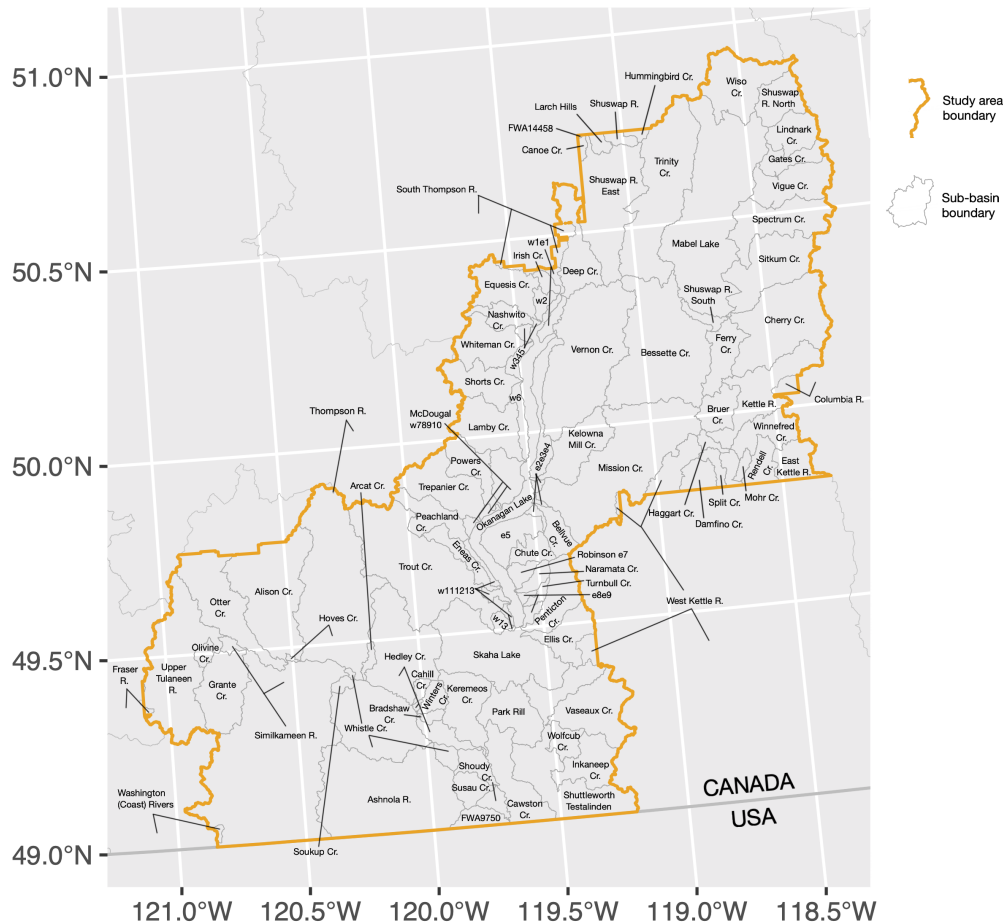 51.0°N
50.5°N
50.0°N
49.5°N
49.0°N
121.0°W
120.5°W
120.0°W
119.5°W
119.0°W
118.5°W
Study area
boundary
Sub-basin
boundary
Hummingbird Cr.
Shuswap R.
Larch Hills
FWA14458
Canoe Cr.
Wiso
Cr.
Shuswap
R. North
Lindnark
Cr.
Gates Cr.
Vigue Cr.
Trinity
Cr.
Shuswap R.
East
South Thompson R.
Spectrum Cr.
Mabel Lake
Sitkum Cr.
w1e1
Irish Cr.
Deep Cr.
Equesis Cr.
w2
Shuswap R.
South
Nashwito
Cr.
Cherry Cr.
Whiteman Cr.
w345
Vernon Cr.
Bessette Cr.
Ferry
Cr.
Shorts Cr.
w6
Columbia R.
Thompson R.
McDougal
w78910
Bruer
Cr.
Kettle R.
Lamby Cr.
Kelowna
Mill Cr.
Winnefred
Cr.
Powers
Cr.
e2e3e4
Mission Cr.
Rendell
Cr.
East
Kettle R.
Arcat Cr.
Trepanier Cr.
Okanagan Lake
Haggart Cr.
Split Cr.
Mohr Cr.
Damfino Cr.
Peachland
Cr.
e5
Bellvue
Cr.
Eneas Cr.
Chute Cr.
Robinson e7
Naramata Cr.
Turnbull Cr.
e8e9
Trout Cr.
w111213
w13
Penticton
Cr.
West Kettle R.
Alison Cr.
Otter
Cr.
Hoves Cr.
Ellis Cr.
Olivine
Cr.
Skaha Lake
Hedley Cr.
Fraser
R.
Upper
Tulaneen
R.
Grante
Cr.
Cahill
Cr.
Winters
Cr.
Keremeos
Cr.
Bradshaw
Cr.
Park Rill
Vaseaux Cr.
Similkameen R.
Whistle Cr.
Wolfcub
Cr.
Shoudy
Cr.
Susau Cr.
Inkaneep
Cr.
Ashnola R.
Washington
(Coast) Rivers
Cawston
Cr.
Shuttleworth
Testalinden
FWA9750
Soukup Cr.
CANADA
USA